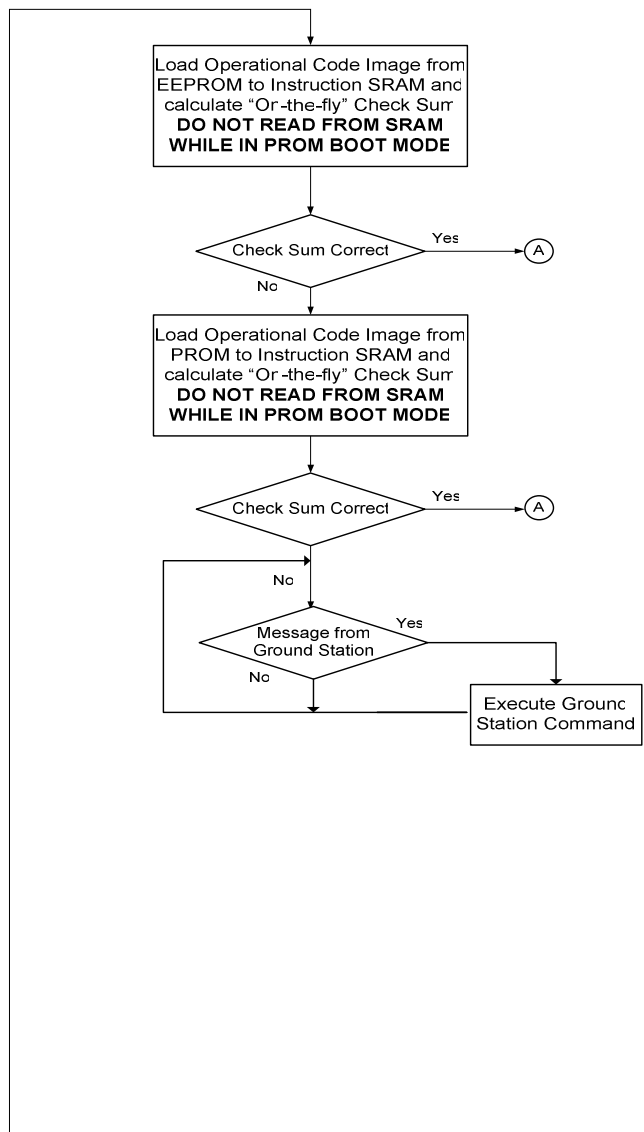 Load Operational Code Image from
EEPROM to Instruction SRAM and
calculate “Or-the-fly” Check Sum
DO NOT READ FROM SRAM
WHILE IN PROM BOOT MODE
Check Sum Correct
Yes
A
No
Load Operational Code Image from
PROM to Instruction SRAM and
calculate “Or-the-fly” Check Sum
DO NOT READ FROM SRAM
WHILE IN PROM BOOT MODE
Check Sum Correct
Yes
A
No
Message from
Ground Station
Yes
No
Execute Ground
Station Command